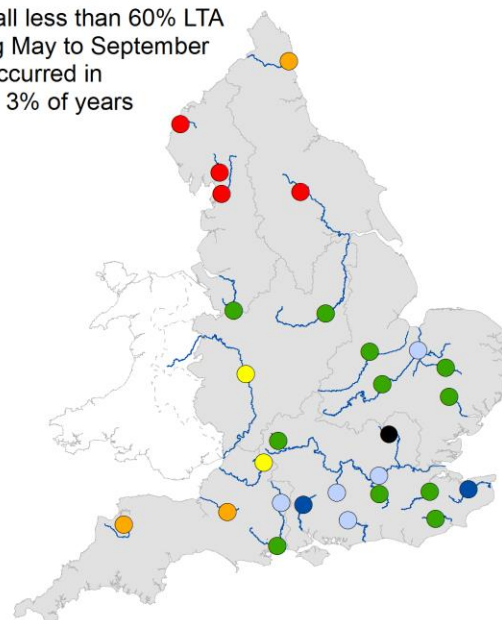 all less than 60% LTA
g May to September
ccurred in
3% of years